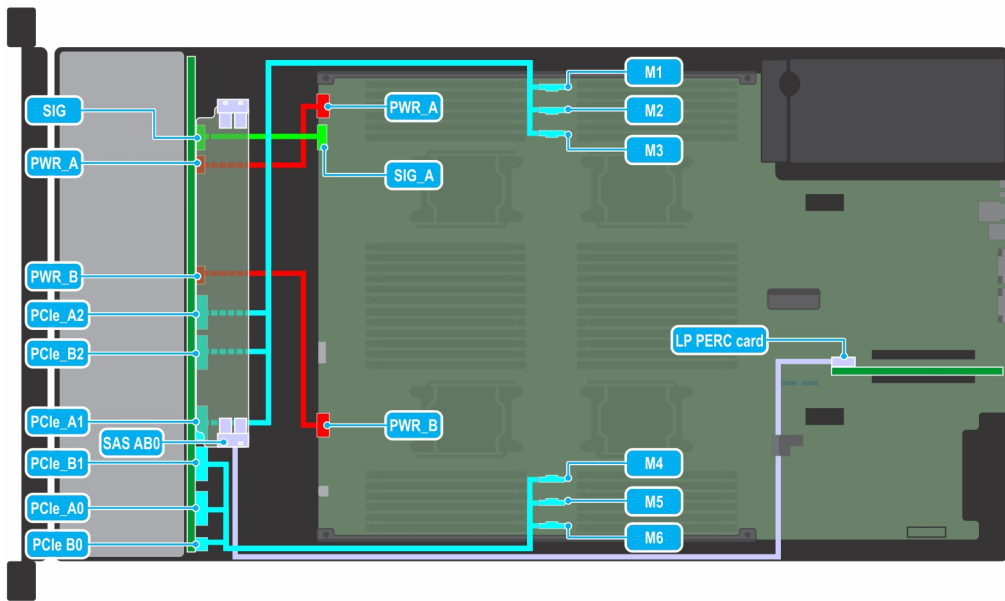 SIG
PWR_A
PWR_B
PCIe_A2
PCIe_B2
PCIe_A1
SAS AB0
PCIe_B1
PCIe_A0
PCIe B0
PWR_A
SIG_A
PWR_B
M1
M2
M3
M4
M5
M6
LP PERC card